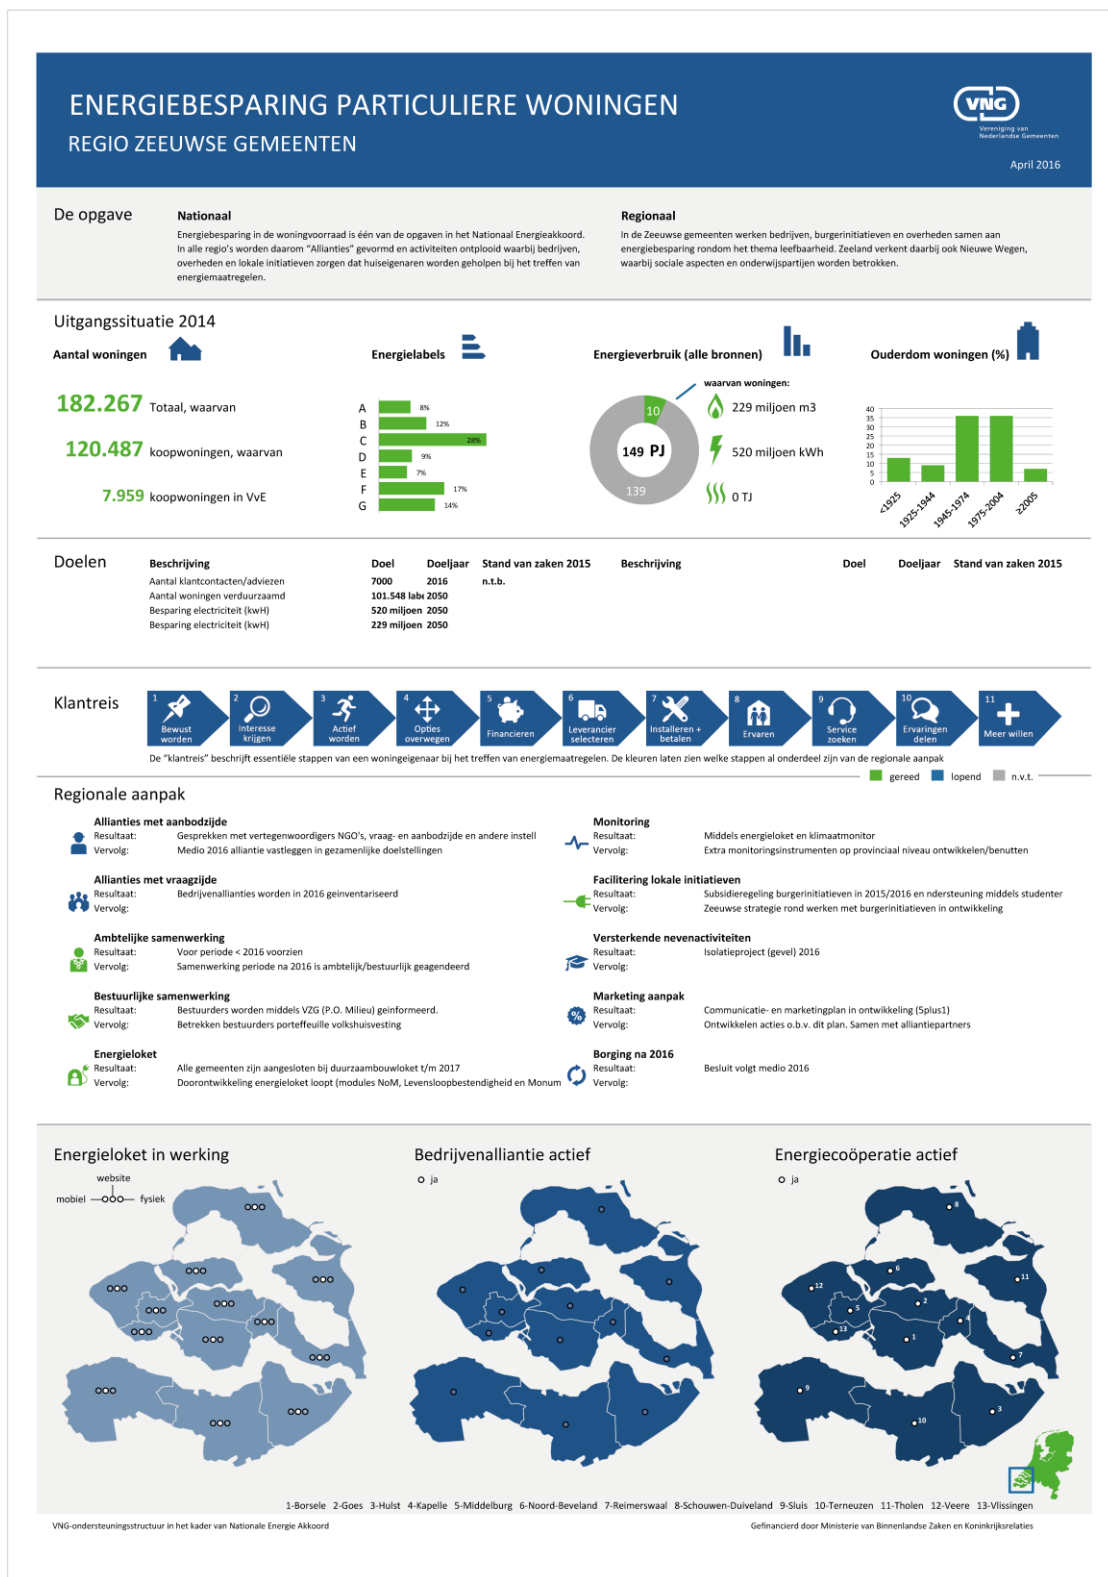 ENERGIEBESPARING PARTICULIERE WONINGEN
REGIO ZEEUWSE GEMEENTEN
VNG
Vereniging van
Nederlandse Gemeenten
April 2016
De opgave
Nationaal
Energiebesparing in de woningvoorraad is één van de opgaven in het Nationaal Energieakkoord.
In alle regio's worden daarom "Allianties" gevormd en activiteiten ontplooid waarbij bedrijven,
overheden en lokale initiatieven zorgen dat huiseigenaren worden geholpen bij het treffen van
energiemaatregelen.
Regionaal
In de Zeeuwse gemeenten werken bedrijven, burgerinitiatieven en overheden samen aan
energiebesparing rondom het thema leefbaarheid. Zeeland verkent daarbij ook Nieuwe Wegen,
waarbij sociale aspecten en onderwijspartijen worden betrokken.
Uitgangssituatie 2014
Aantal woningen
182.267 Totaal, waarvan
120.487 koopwoningen, waarvan
7.959 koopwoningen in VvE
Energielabels
A 8%
B 12%
C 28%
D 9%
E 7%
F 17%
G 14%
Energieverbruik (alle bronnen)
waarvan woningen:
10
149 PJ
139
229 miljoen m3
520 miljoen kWh
0 TJ
Ouderdom woningen (%)
40
35
30
25
20
15
10
5
0
<1925
1925-1944
1945-1974
1975-2004
≥2005
Doelen
Beschrijving Doel Doeljaar Stand van zaken 2015
Aantal klantcontacten/adviezen 7000 2016 n.t.b.
Aantal woningen verduurzaamd 101.548 labe 2050
Besparing electriciteit (kwH) 520 miljoen 2050
Besparing electriciteit (kwH) 229 miljoen 2050
Beschrijving Doel Doeljaar Stand van zaken 2015
Klantreis
1 Bewust worden
2 Interesse krijgen
3 Actief worden
4 Opties overwegen
5 Financieren
6 Leverancier selecteren
7 Installeren + betalen
8 Ervaren
9 Service zoeken
10 Ervaringen delen
11 Meer willen
De "klantreis" beschrijft essentiële stappen van een woningeigenaar bij het treffen van energiemaatregelen. De kleuren laten zien welke stappen al onderdeel zijn van de regionale aanpak
gereed lopend n.v.t.
Regionale aanpak
Allianties met aanbodzijde
Resultaat: Gesprekken met vertegenwoordigers NGO's, vraag- en aanbodzijde en andere instell
Vervolg: Medio 2016 alliantie vastleggen in gezamenlijke doelstellingen
Allianties met vraagzijde
Resultaat: Bedrijvenallianties worden in 2016 geinventariseerd
Vervolg:
Ambtelijke samenwerking
Resultaat: Voor periode < 2016 voorzien
Vervolg: Samenwerking periode na 2016 is ambtelijk/bestuurlijk geagendeerd
Bestuurlijke samenwerking
Resultaat: Bestuurders worden middels VZG (P.O. Milieu) geinformeerd.
Vervolg: Betrekken bestuurders porteffeuille volkshuisvesting
Energieloket
Resultaat: Alle gemeenten zijn aangesloten bij duurzaambouwloket t/m 2017
Vervolg: Doorontwikkeling energieloket loopt (modules NoM, Levensloopbestendigheid en Monum
Monitoring
Resultaat: Middels energieloket en klimaatmonitor
Vervolg: Extra monitoringsinstrumenten op provinciaal niveau ontwikkelen/benutten
Facilitering lokale initiatieven
Resultaat: Subsidieregeling burgerinitiatieven in 2015/2016 en ndersteuning middels studenter
Vervolg: Zeeuwse strategie rond werken met burgerinitiatieven in ontwikkeling
Versterkende nevenactiviteiten
Resultaat: Isolatieproject (gevel) 2016
Vervolg:
Marketing aanpak
%
Resultaat: Communicatie- en marketingplan in ontwikkeling (5plus1)
Vervolg: Ontwikkelen acties o.b.v. dit plan. Samen met alliantiepartners
Borging na 2016
Resultaat: Besluit volgt medio 2016
Vervolg:
Energieloket in werking
website
mobiel fysiek
Bedrijvenalliantie actief
ja
Energiecoöperatie actief
ja
8
6
11
12
2
5
4
13
1
7
9
3
10
1-Borsele 2-Goes 3-Hulst 4-Kapelle 5-Middelburg 6-Noord-Beveland 7-Reimerswaal 8-Schouwen-Duiveland 9-Sluis 10-Terneuzen 11-Tholen 12-Veere 13-Vlissingen
VNG-ondersteuningsstructuur in het kader van Nationale Energie Akkoord
Gefinancierd door Ministerie van Binnenlandse Zaken en Koninkrijksrelaties